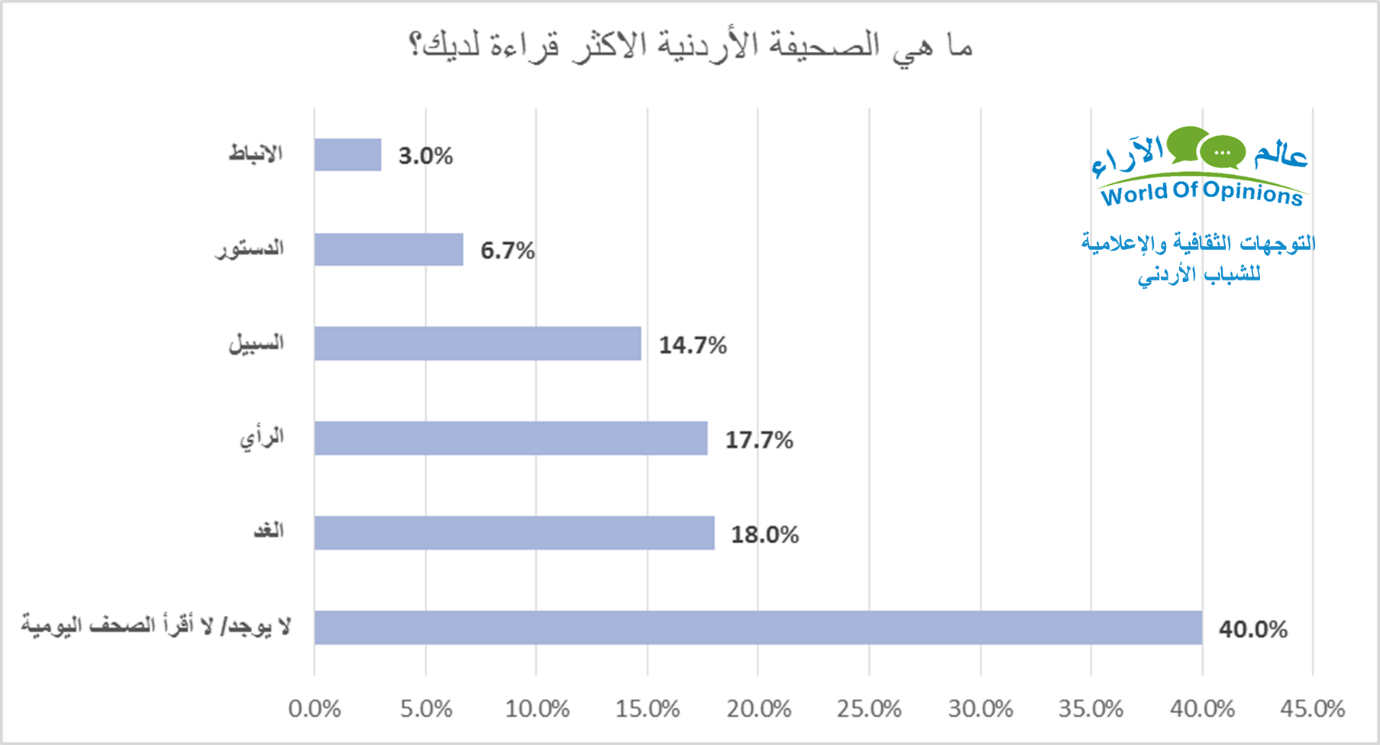 ما هي الصحيفة الأردنية الاكثر قراءة لديك؟
عالم الآراء
World Of Opinions
التوجهات الثقافية والإعلامية
للشباب الأردني
الانباط 3.0%
الدستور 6.7%
السبيل 14.7%
الرأي 17.7%
الغد 18.0%
لا يوجد/ لا أقرأ الصحف اليومية 40.0%
0.0% 5.0% 10.0% 15.0% 20.0% 25.0% 30.0% 35.0% 40.0% 45.0%